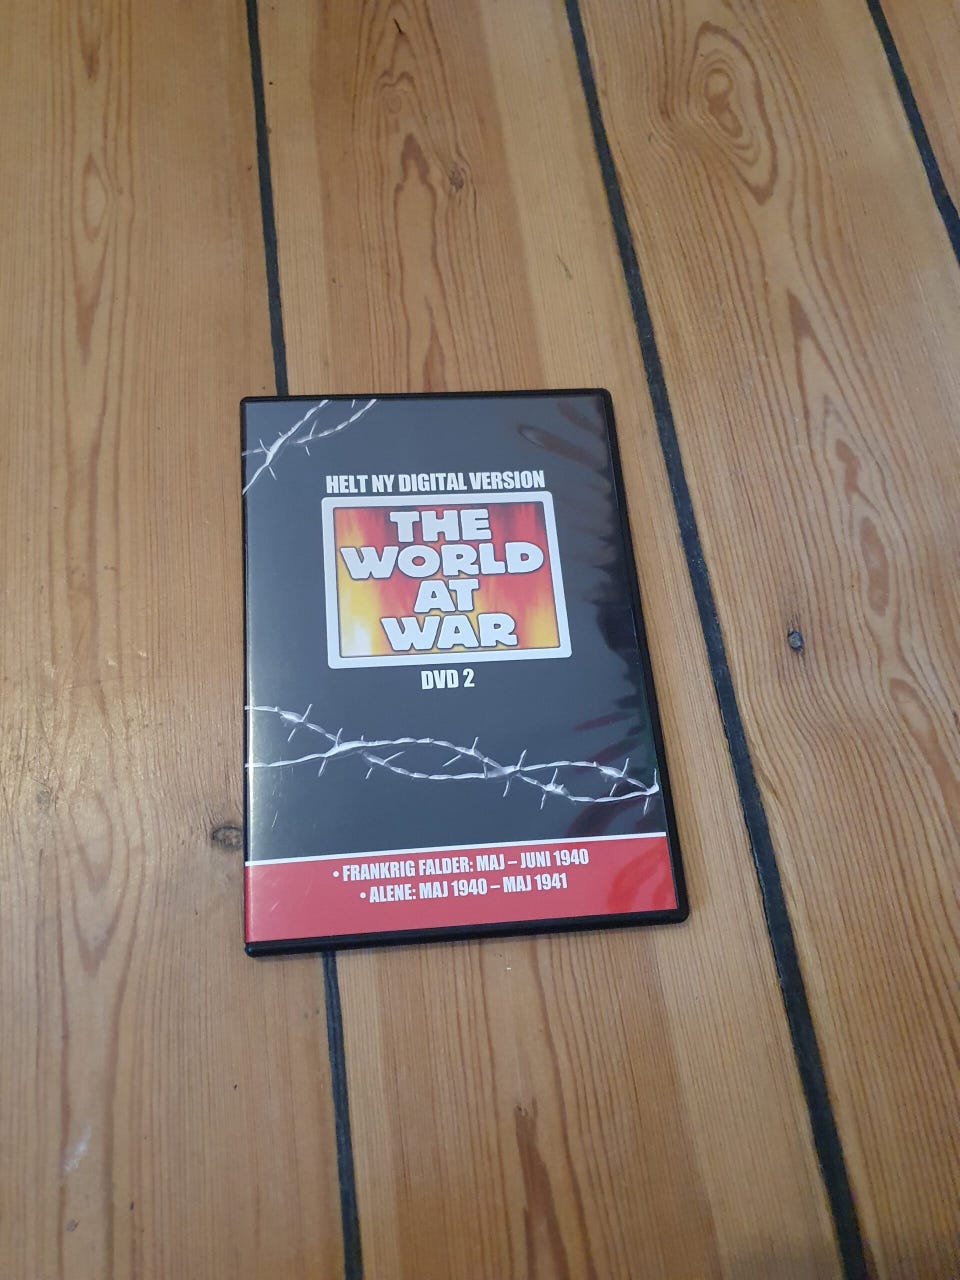 HELT NY DIGITAL VERSION
THE
WORLD
AT
WAR
DVD 2
• FRANKRIG FALDER: MAJ – JUNI 1940
• ALENE: MAJ 1940 – MAJ 1941